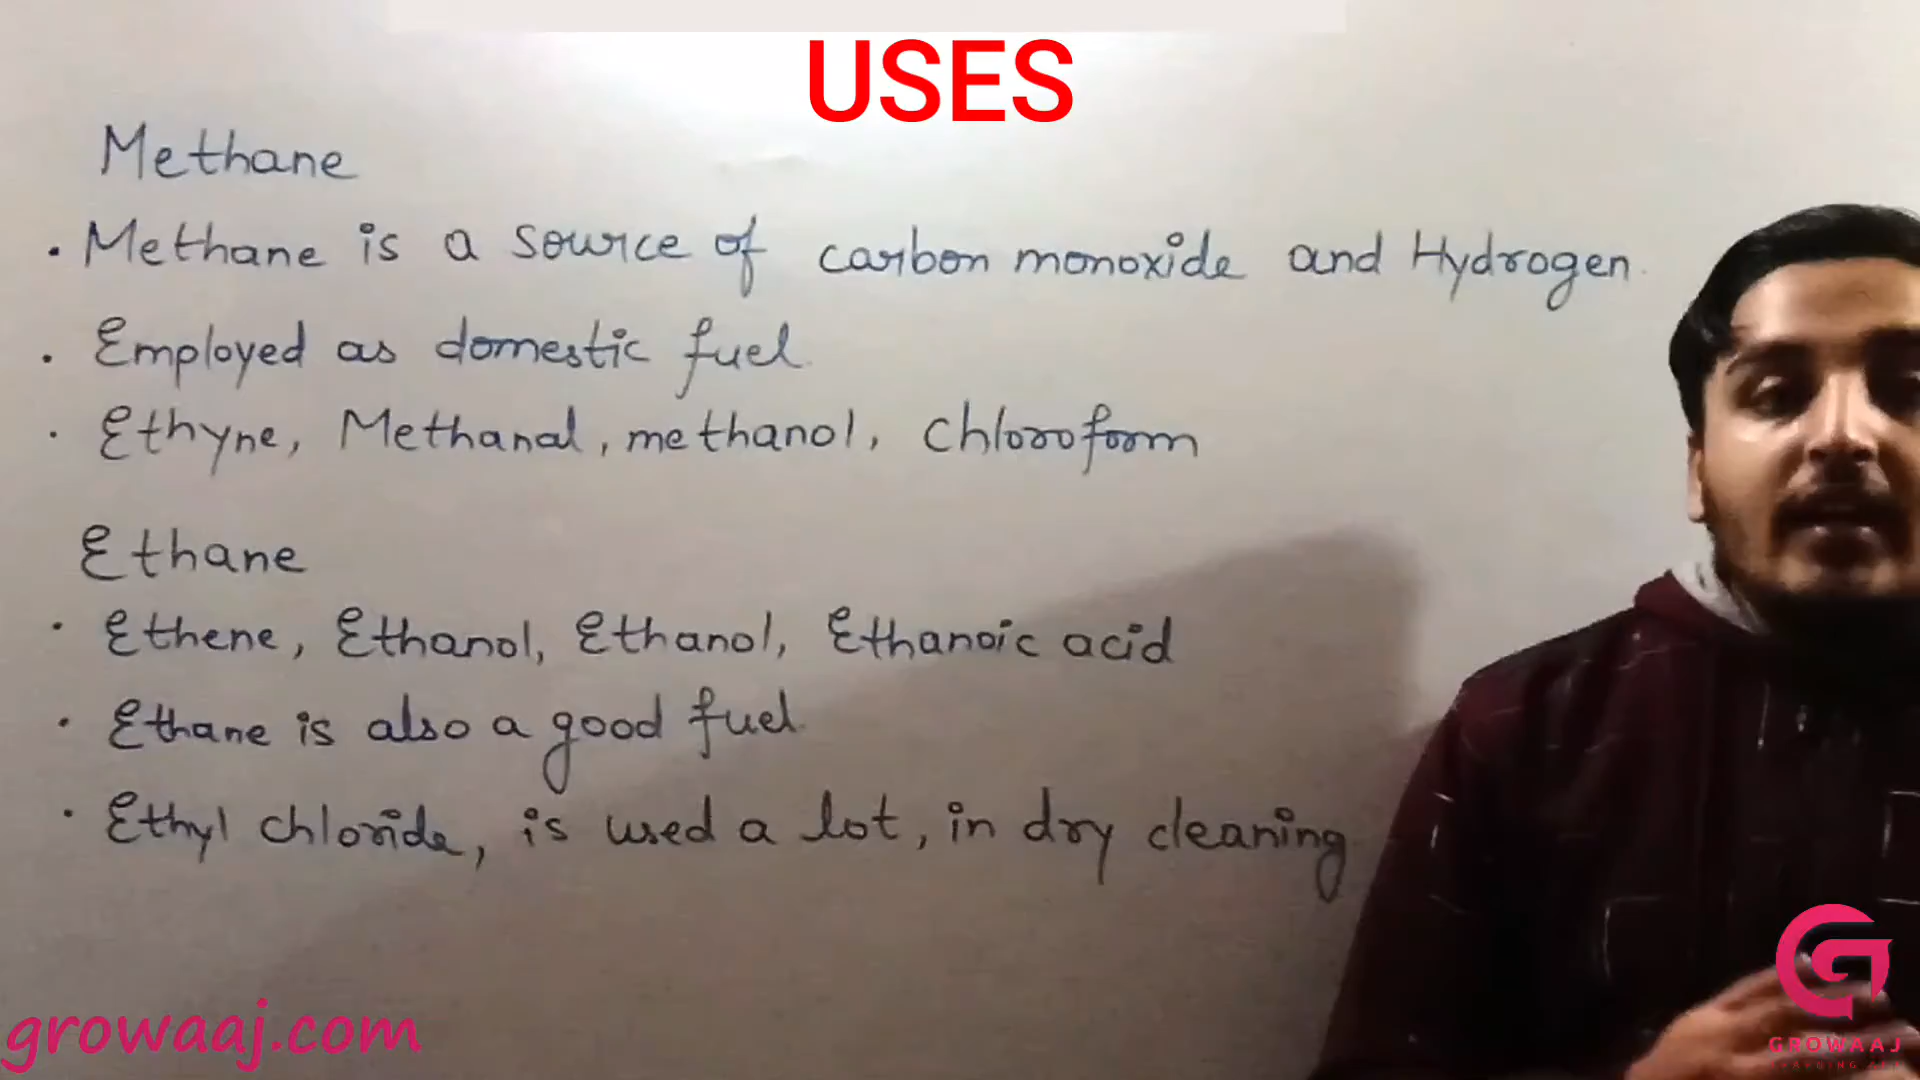 USES
Methane
. Methane is a source of carbon monoxide and Hydrogen.
. Employed as domestic fuel.
. Ethyne, Methanal, methanol, Chloroform
Ethane
. Ethene, Ethanol, Ethanol, Ethanoic acid
. Ethane is also a good fuel.
. Ethyl chloride, is used a lot, in dry cleaning.
growaaj.com
GROWAAJ